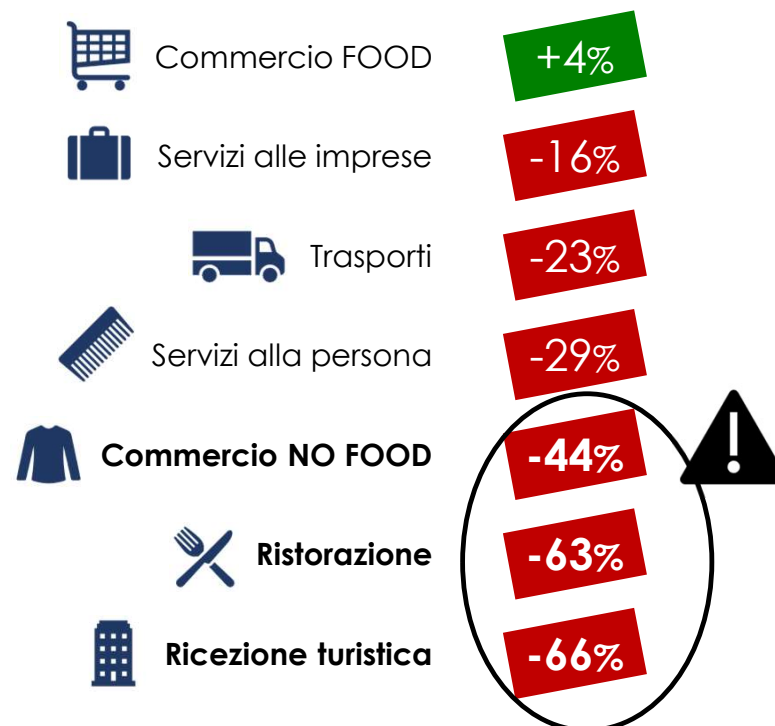 Commercio FOOD +4%
Servizi alle imprese -16%
Trasporti -23%
Servizi alla persona -29%
Commercio NO FOOD -44%
Ristorazione -63%
Ricezione turistica -66%